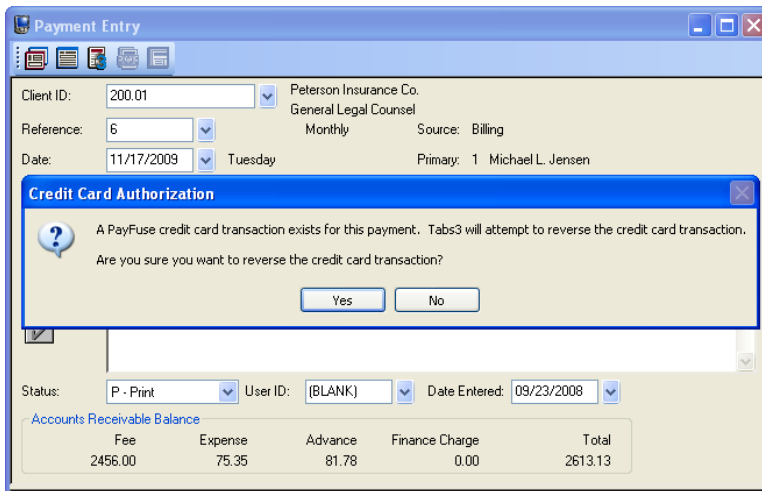 Payment Entry
Client ID: 200.01 Peterson Insurance Co.
General Legal Counsel
Reference: 6 Monthly Source: Billing
Date: 11/17/2009 Tuesday Primary: 1 Michael L. Jensen
Credit Card Authorization
A PayFuse credit card transaction exists for this payment. Tabs3 will attempt to reverse the credit card transaction.
Are you sure you want to reverse the credit card transaction?
Yes No
Status: P - Print User ID: (BLANK) Date Entered: 09/23/2008
Accounts Receivable Balance
Fee Expense Advance Finance Charge Total
2456.00 75.35 81.78 0.00 2613.13